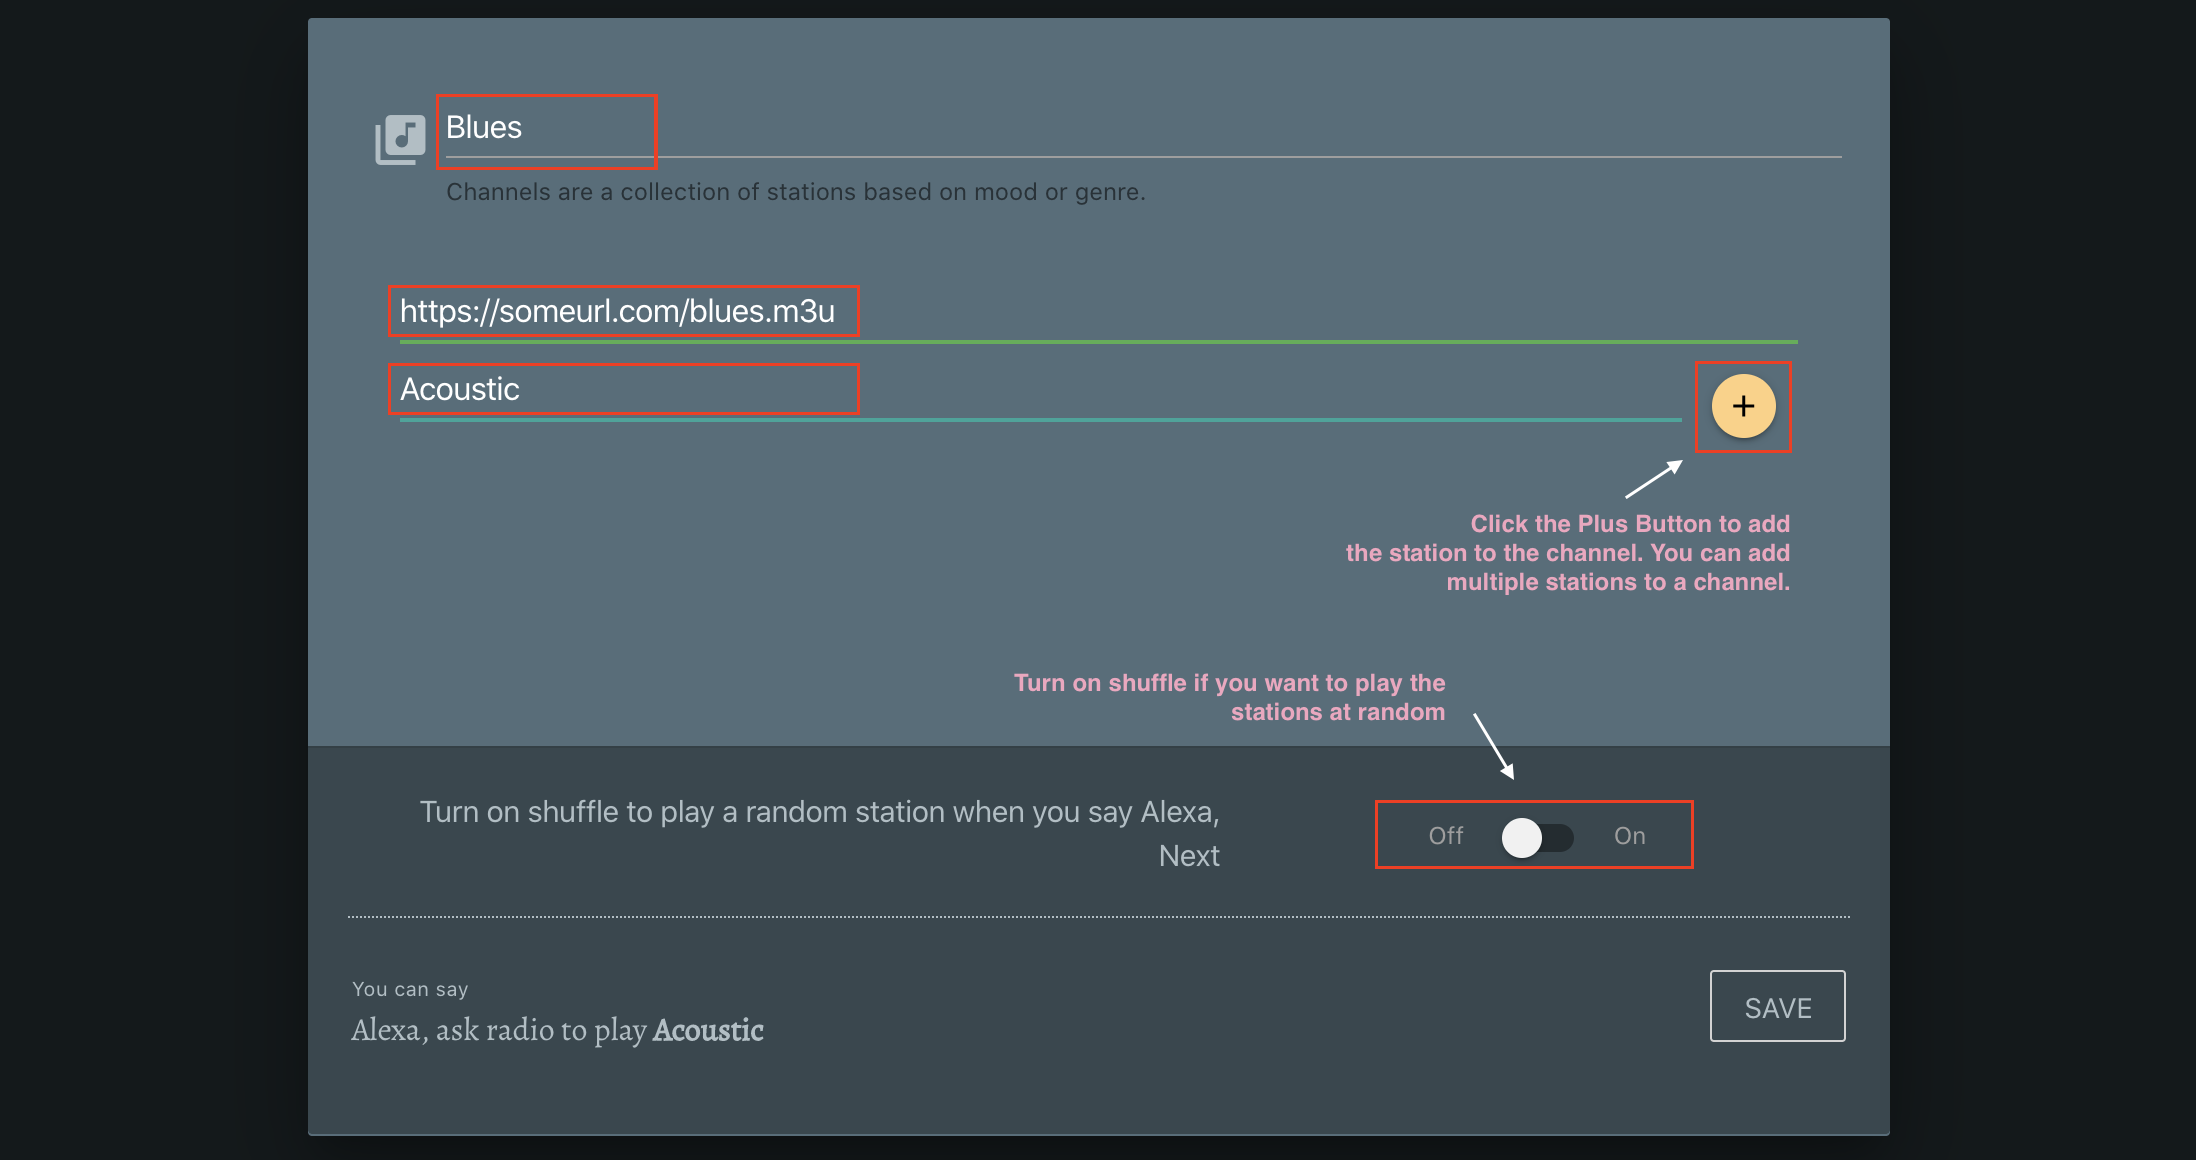 Blues
Channels are a collection of stations based on mood or genre.
https://someurl.com/blues.m3u
Acoustic
+
Click the Plus Button to add
the station to the channel. You can add
multiple stations to a channel.
Turn on shuffle if you want to play the
stations at random
Turn on shuffle to play a random station when you say Alexa,
Next
Off On
You can say
Alexa, ask radio to play Acoustic
SAVE